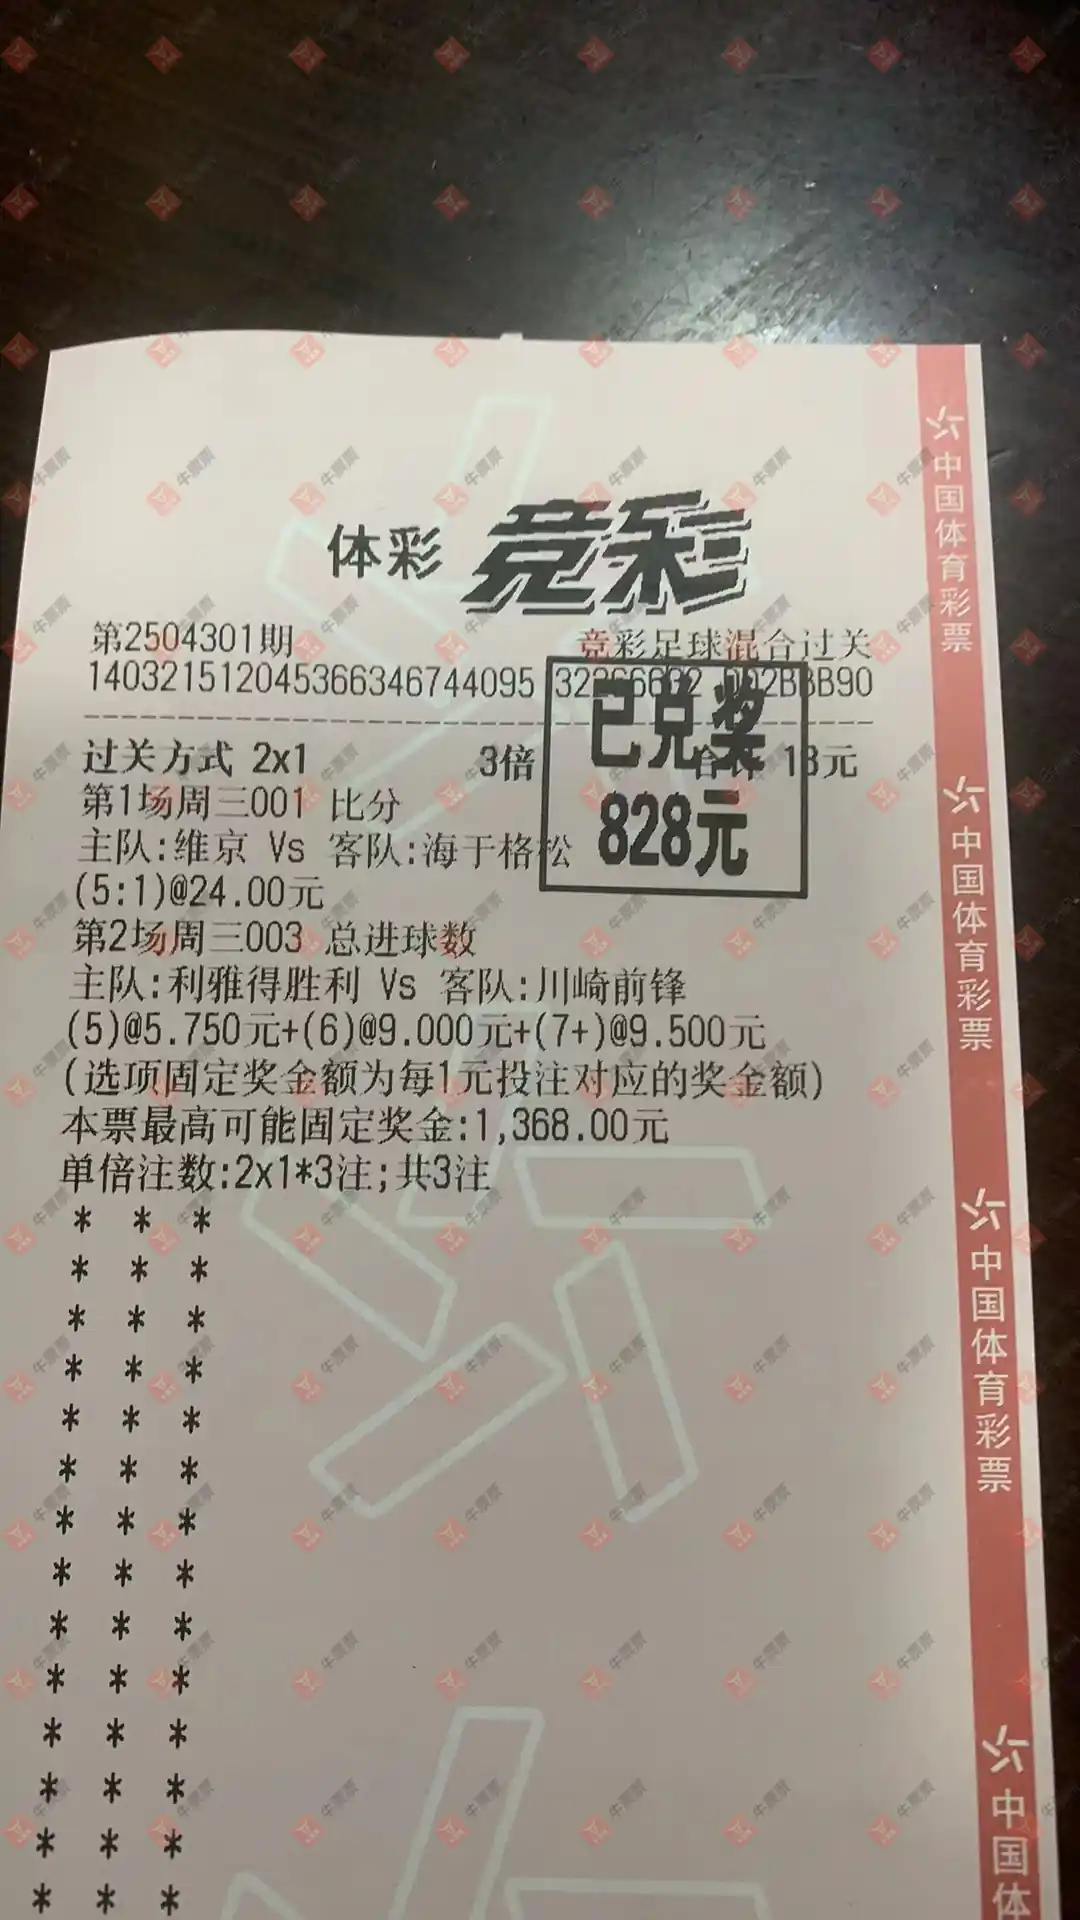 体彩 竞彩
第2504301期 竞彩足球混合过关
140321512045366346744095
已兑奖
828元
过关方式 2x1 3倍 合计 18元
第1场周三001 比分
主队:维京 Vs 客队:海于格松
(5:1)@24.00元
第2场周三003 总进球数
主队:利雅得胜利 Vs 客队:川崎前锋
(5)@5.750元+(6)@9.000元+(7+)@9.500元
(选项固定奖金额为每1元投注对应的奖金额)
本票最高可能固定奖金:1,368.00元
单倍注数:2x1*3注;共3注
* * *
* * *
* * *
* * *
* * *
* * *
* * *
* * *
* * *
* * *
* * *
* * *
* * *
* * *
中国体育彩票
中国体育彩票
中国体育彩票
中国体
牛票票